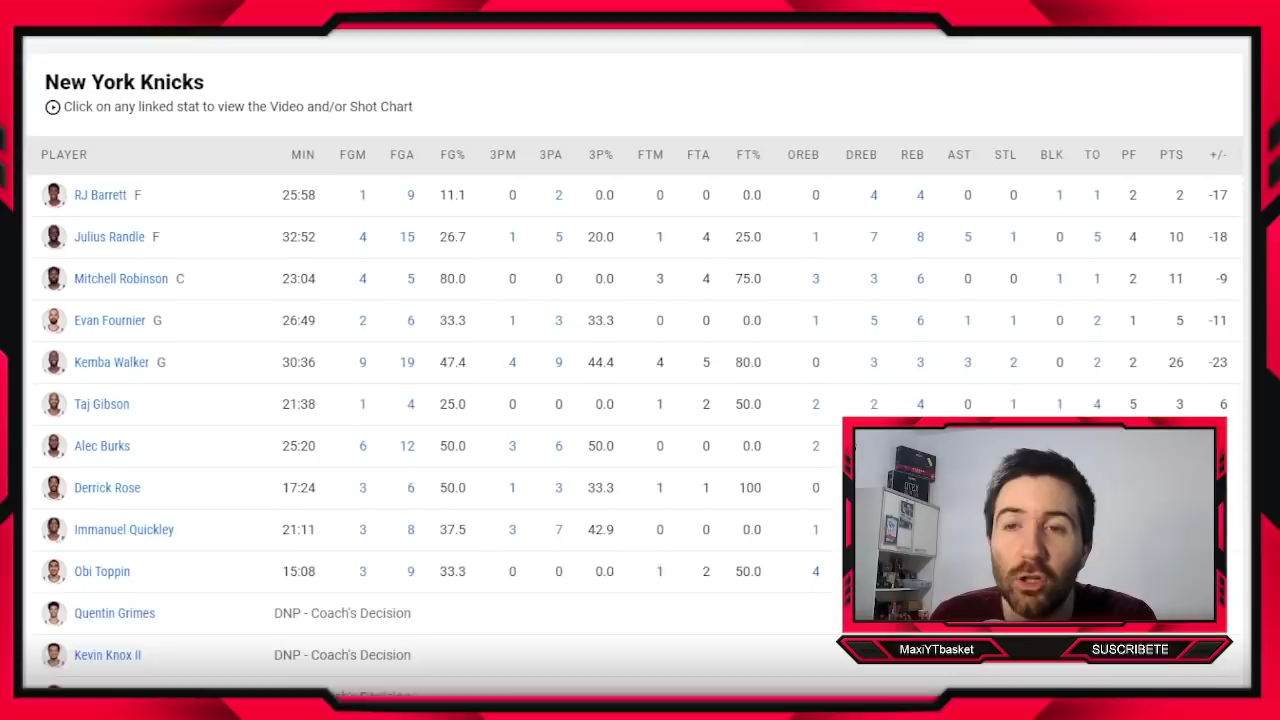 New York Knicks
Click on any linked stat to view the Video and/or Shot Chart
PLAYER MIN FGM FGA FG% 3PM 3PA 3P% FTM FTA FT% OREB DREB REB AST STL BLK TO PF PTS +/-
RJ Barrett F 25:58 1 9 11.1 0 2 0.0 0 0 0.0 0 4 4 0 0 1 1 2 2 -17
Julius Randle F 32:52 4 15 26.7 1 5 20.0 1 4 25.0 1 7 8 5 1 0 5 4 10 -18
Mitchell Robinson C 23:04 4 5 80.0 0 0 0.0 3 4 75.0 3 3 6 0 0 1 1 2 11 -9
Evan Fournier G 26:49 2 6 33.3 1 3 33.3 0 0 0.0 1 5 6 1 1 0 2 1 5 -11
Kemba Walker G 30:36 9 19 47.4 4 9 44.4 4 5 80.0 0 3 3 3 2 0 2 2 26 -23
Taj Gibson 21:38 1 4 25.0 0 0 0.0 1 2 50.0 2 2 4 0 1 1 4 5 3 6
Alec Burks 25:20 6 12 50.0 3 6 50.0 0 0 0.0 2
Derrick Rose 17:24 3 6 50.0 1 3 33.3 1 1 100 0
Immanuel Quickley 21:11 3 8 37.5 3 7 42.9 0 0 0.0 1
Obi Toppin 15:08 3 9 33.3 0 0 0.0 1 2 50.0 4
Quentin Grimes DNP - Coach's Decision
Kevin Knox II DNP - Coach's Decision
MaxiYTbasket SUSCRIBETE